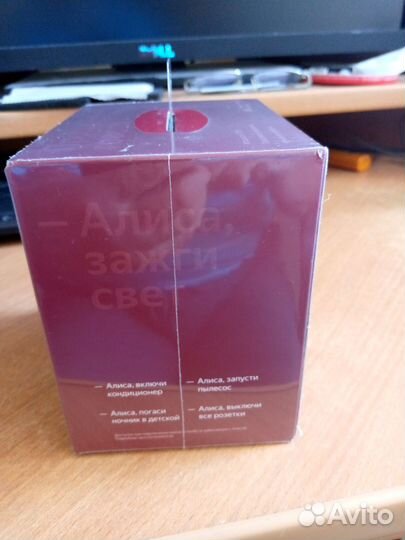 — Алиса,
зажги
све
— Алиса, включи
кондиционер
— Алиса, запусти
пылесос
— Алиса, погаси
ночник в детской
— Алиса, выключи
все розетки
Avito